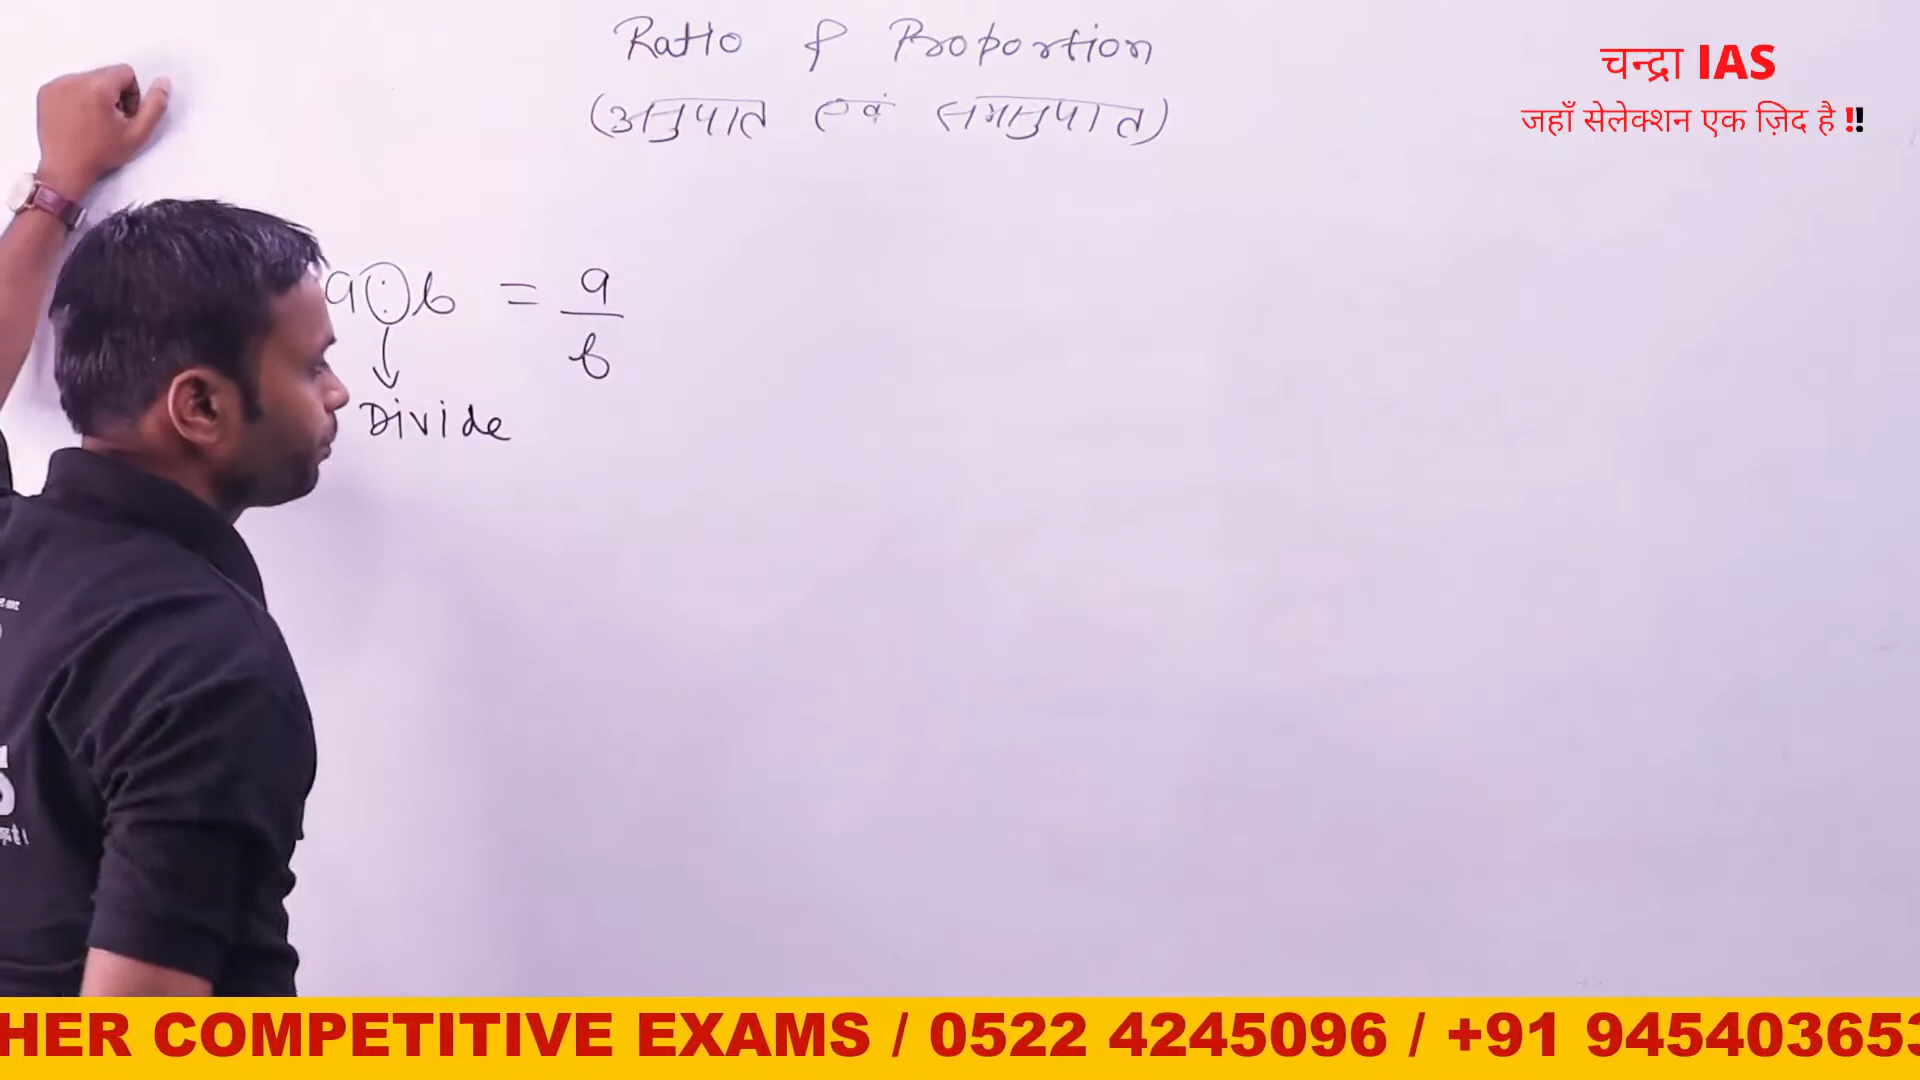 Ratio & Proportion
(अनुपात एवं समानुपात)
चन्द्रा IAS
जहाँ सेलेक्शन एक ज़िद है !!
a : b = a/b
Divide
HER COMPETITIVE EXAMS / 0522 4245096 / +91 945403653